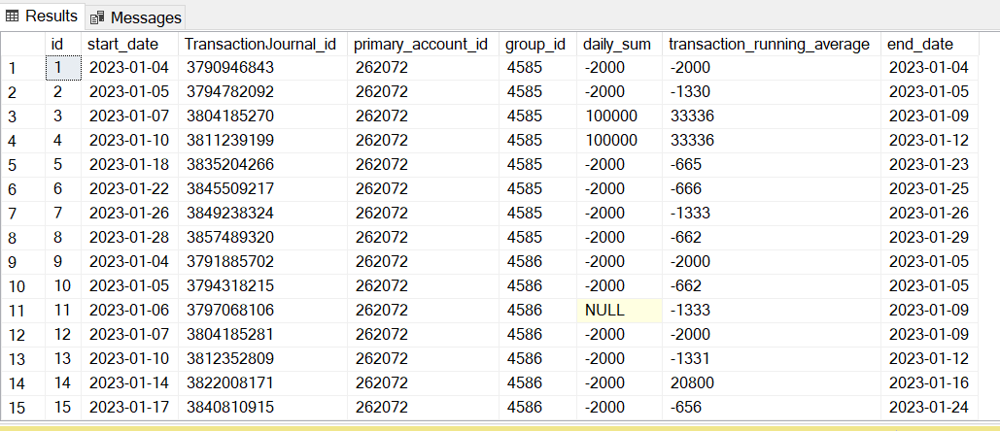 Results Messages
id start_date TransactionJournal_id primary_account_id group_id daily_sum transaction_running_average end_date
1 1 2023-01-04 3790946843 262072 4585 -2000 -2000 2023-01-04
2 2 2023-01-05 3794782092 262072 4585 -2000 -1330 2023-01-05
3 3 2023-01-07 3804185270 262072 4585 100000 33336 2023-01-09
4 4 2023-01-10 3811239199 262072 4585 100000 33336 2023-01-12
5 5 2023-01-18 3835204266 262072 4585 -2000 -665 2023-01-23
6 6 2023-01-22 3845509217 262072 4585 -2000 -666 2023-01-25
7 7 2023-01-26 3849238324 262072 4585 -2000 -1333 2023-01-26
8 8 2023-01-28 3857489320 262072 4585 -2000 -662 2023-01-29
9 9 2023-01-04 3791885702 262072 4586 -2000 -2000 2023-01-05
10 10 2023-01-05 3794318215 262072 4586 -2000 -662 2023-01-05
11 11 2023-01-06 3797068106 262072 4586 NULL -1333 2023-01-09
12 12 2023-01-07 3804185281 262072 4586 -2000 -2000 2023-01-09
13 13 2023-01-10 3812352809 262072 4586 -2000 -1331 2023-01-12
14 14 2023-01-14 3822008171 262072 4586 -2000 20800 2023-01-16
15 15 2023-01-17 3840810915 262072 4586 -2000 -656 2023-01-24